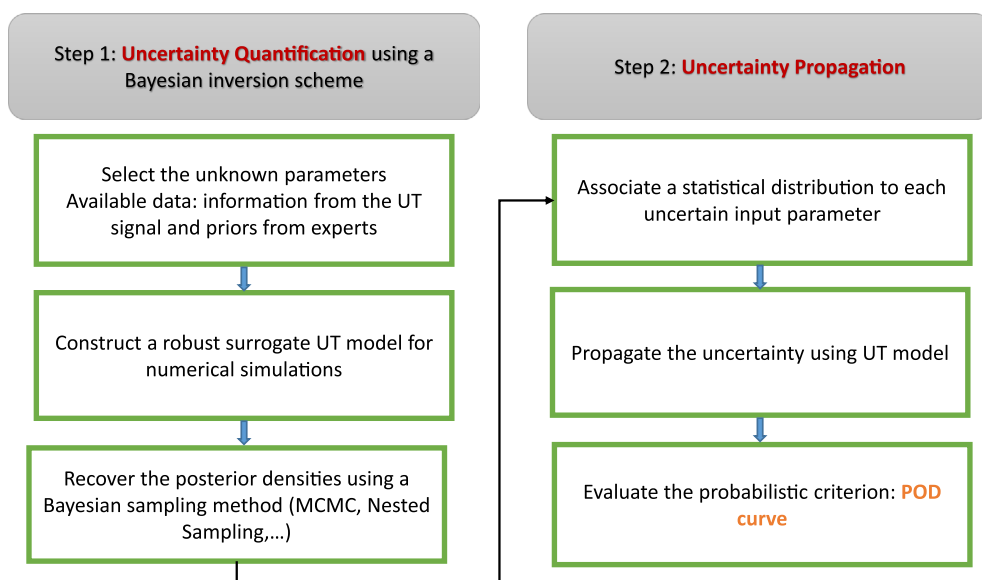 Step 1: Uncertainty Quantification using a
Bayesian inversion scheme
Select the unknown parameters
Available data: information from the UT
signal and priors from experts
Construct a robust surrogate UT model for
numerical simulations
Recover the posterior densities using a
Bayesian sampling method (MCMC, Nested
Sampling,...)
Step 2: Uncertainty Propagation
Associate a statistical distribution to each
uncertain input parameter
Propagate the uncertainty using UT model
Evaluate the probabilistic criterion: POD
curve